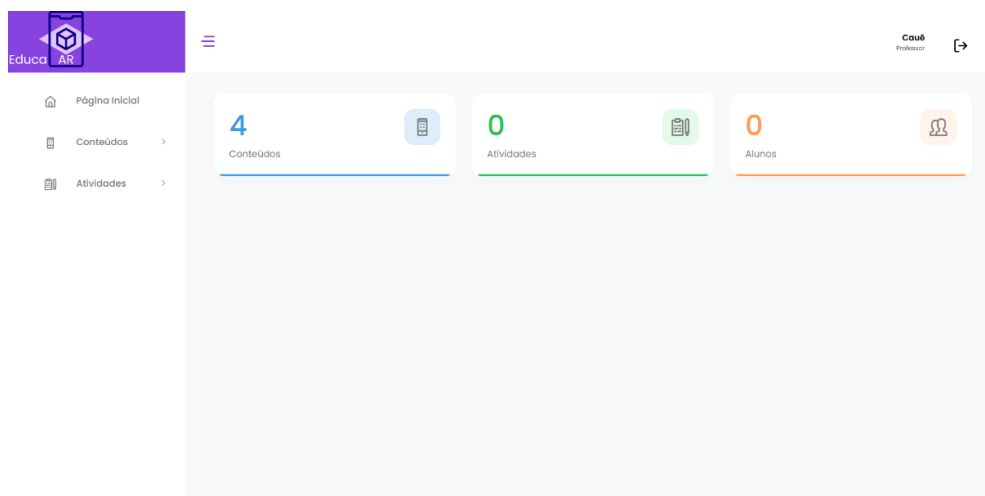 Educa AR
Cauê
Professor
Página Inicial
Conteúdos
Atividades
4
Conteúdos
0
Atividades
0
Alunos